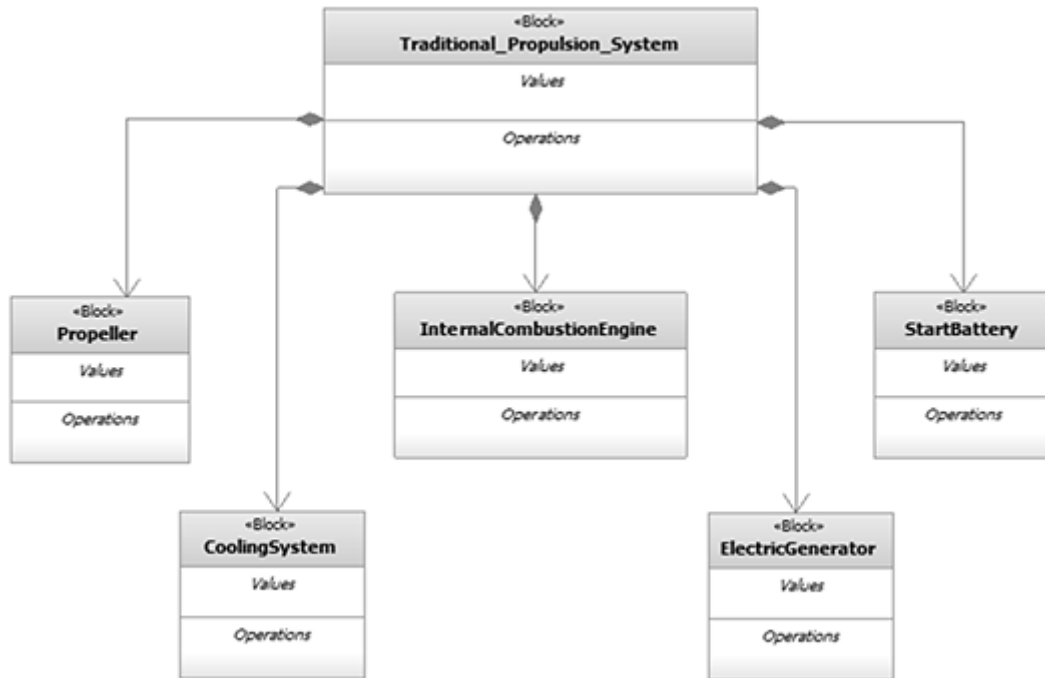 «Block»
Traditional_Propulsion_System
Values
Operations
«Block»
Propeller
Values
Operations
«Block»
InternalCombustionEngine
Values
Operations
«Block»
StartBattery
Values
Operations
«Block»
CoolingSystem
Values
Operations
«Block»
ElectricGenerator
Values
Operations